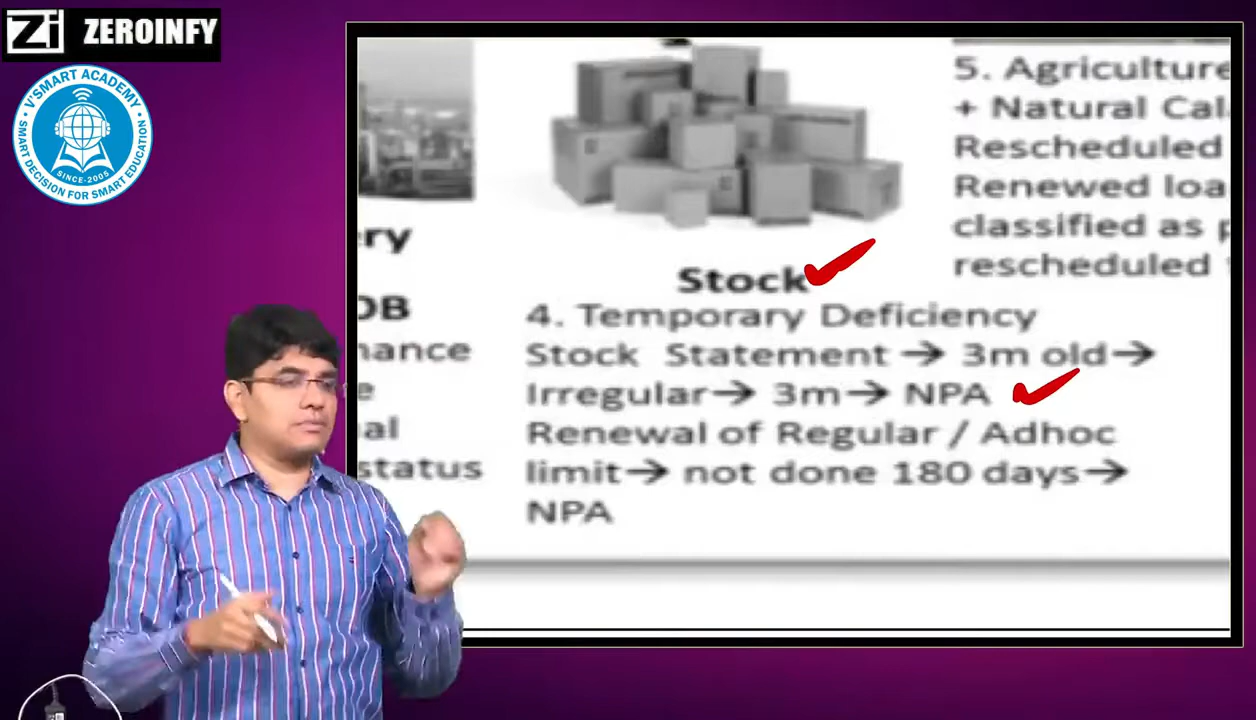 Zi ZEROINFY
V'SMART ACADEMY
SINCE-2005
SMART DECISION FOR SMART EDUCATION
ery
OB
nance
e
al
status
Stock
4. Temporary Deficiency
Stock Statement → 3m old→
Irregular→ 3m→ NPA
Renewal of Regular / Adhoc
limit→ not done 180 days→
NPA
5. Agriculture
+ Natural Cal
Rescheduled
Renewed loa
classified as p
rescheduled